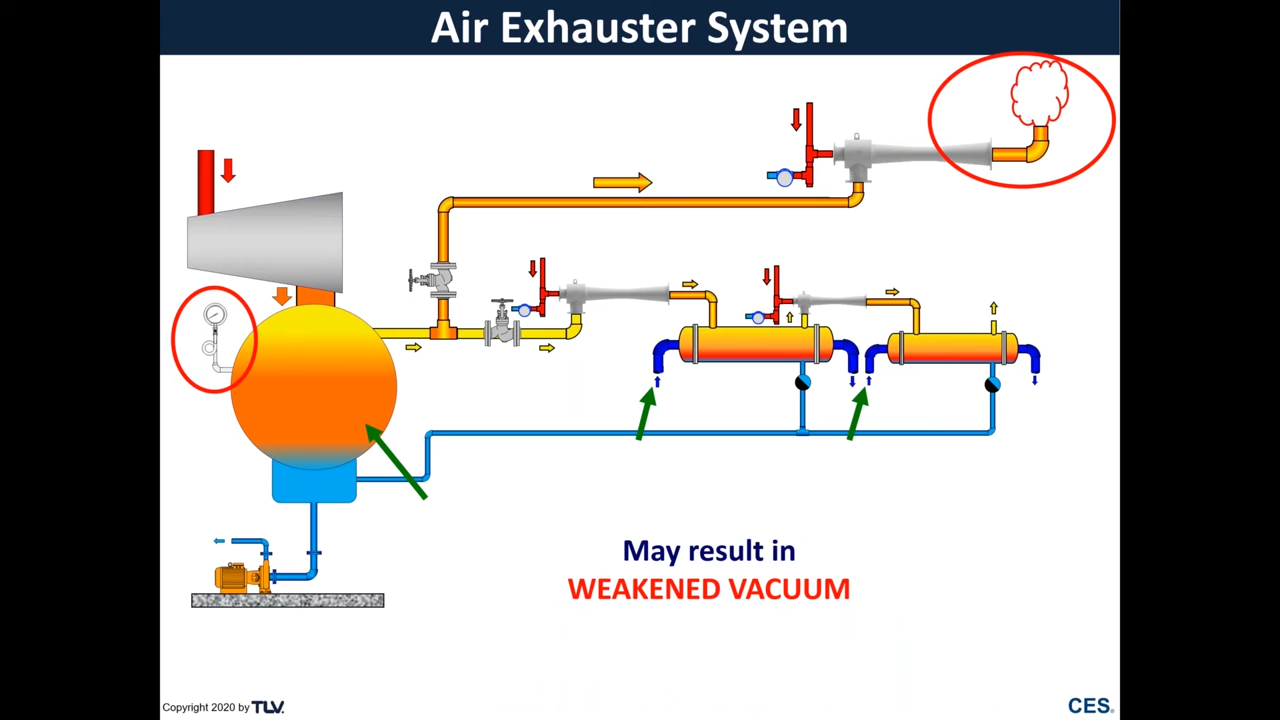 Air Exhauster System
May result in
WEAKENED VACUUM
Copyright 2020 by TLV.
CES®